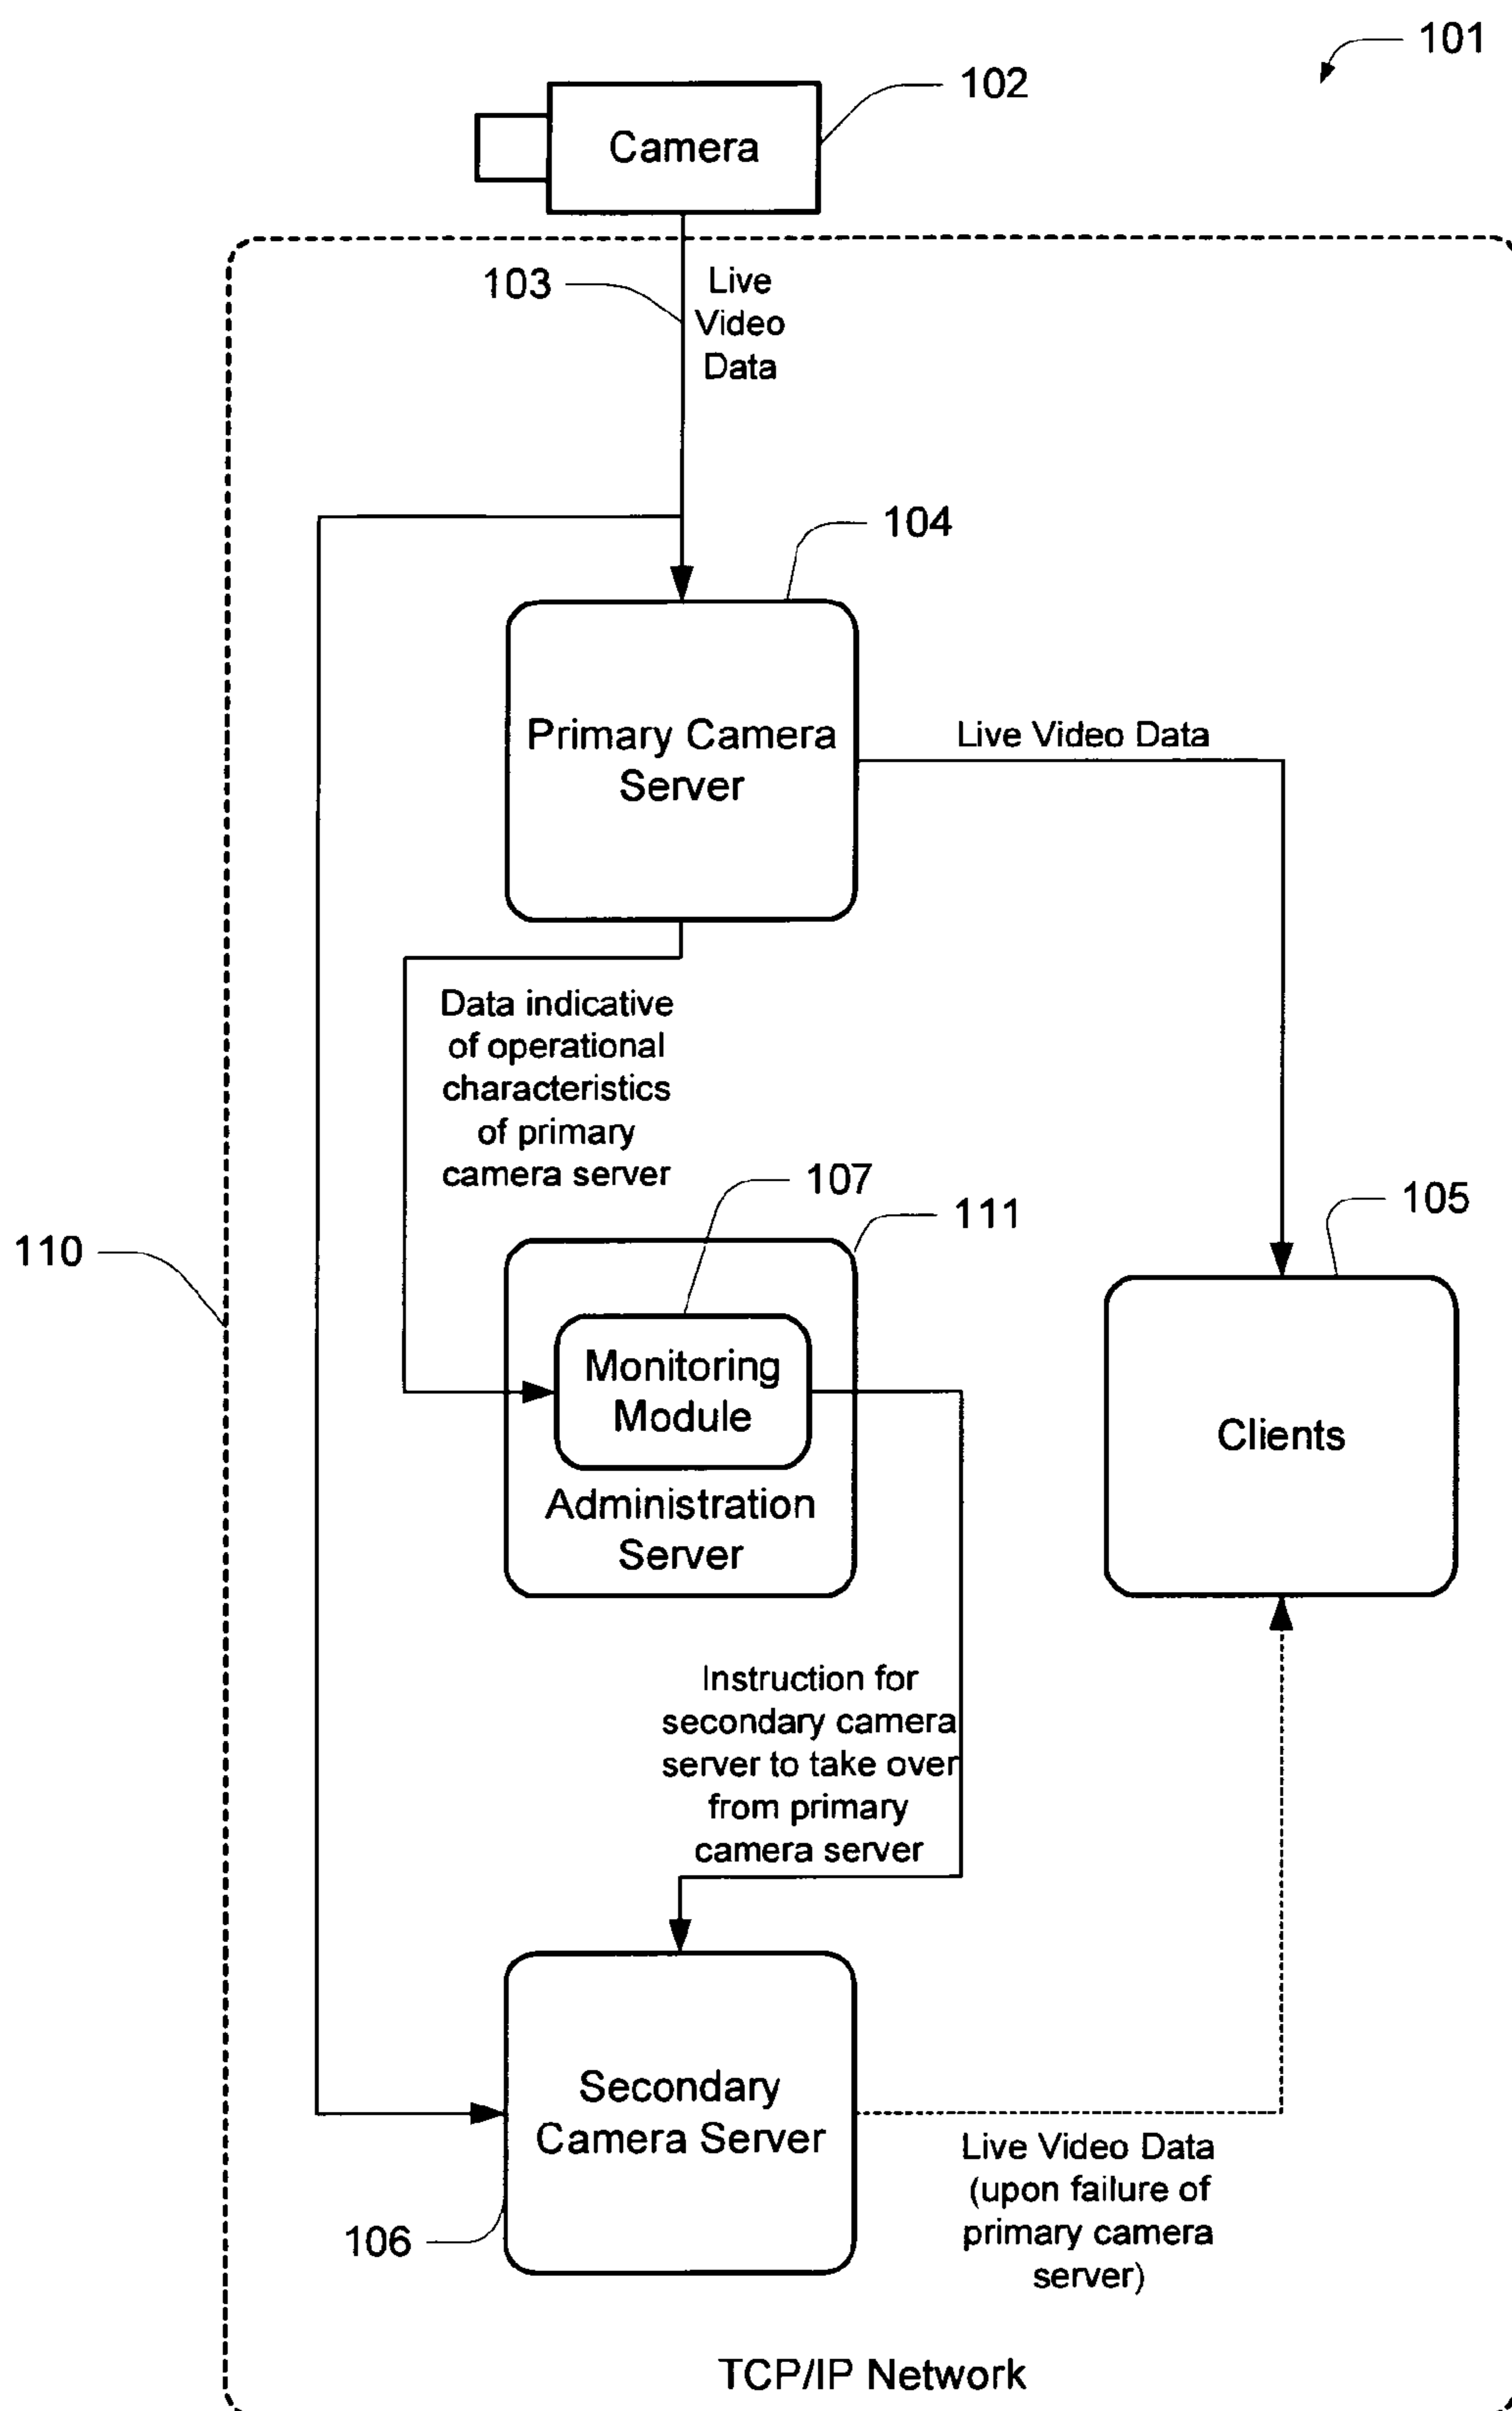 101
102
Camera
103
Live
Video
Data
104
Primary Camera
Server
Live Video Data
Data indicative
of operational
characteristics
of primary
camera server
107
111
105
110
Monitoring
Module
Administration
Server
Clients
Instruction for
secondary camera
server to take over
from primary
camera server
Secondary
Camera Server
106
Live Video Data
(upon failure of
primary camera
server)
TCP/IP Network